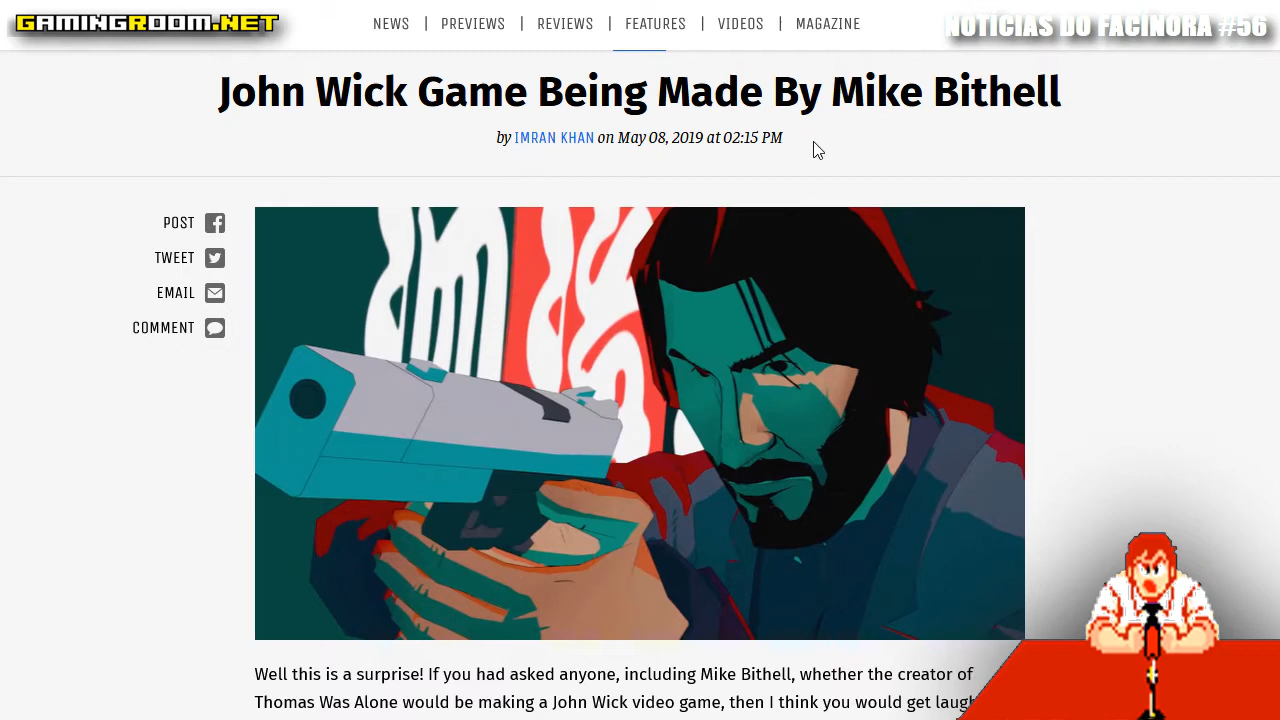 GAMINGROOM.NET
NOTÍCIAS DO FACÍNORA #56
NEWS | PREVIEWS | REVIEWS | FEATURES | VIDEOS | MAGAZINE
John Wick Game Being Made By Mike Bithell
by IMRAN KHAN on May 08, 2019 at 02:15 PM
POST
TWEET
EMAIL
COMMENT
Well this is a surprise! If you had asked anyone, including Mike Bithell, whether the creator of
Thomas Was Alone would be making a John Wick video game, then I think you would get